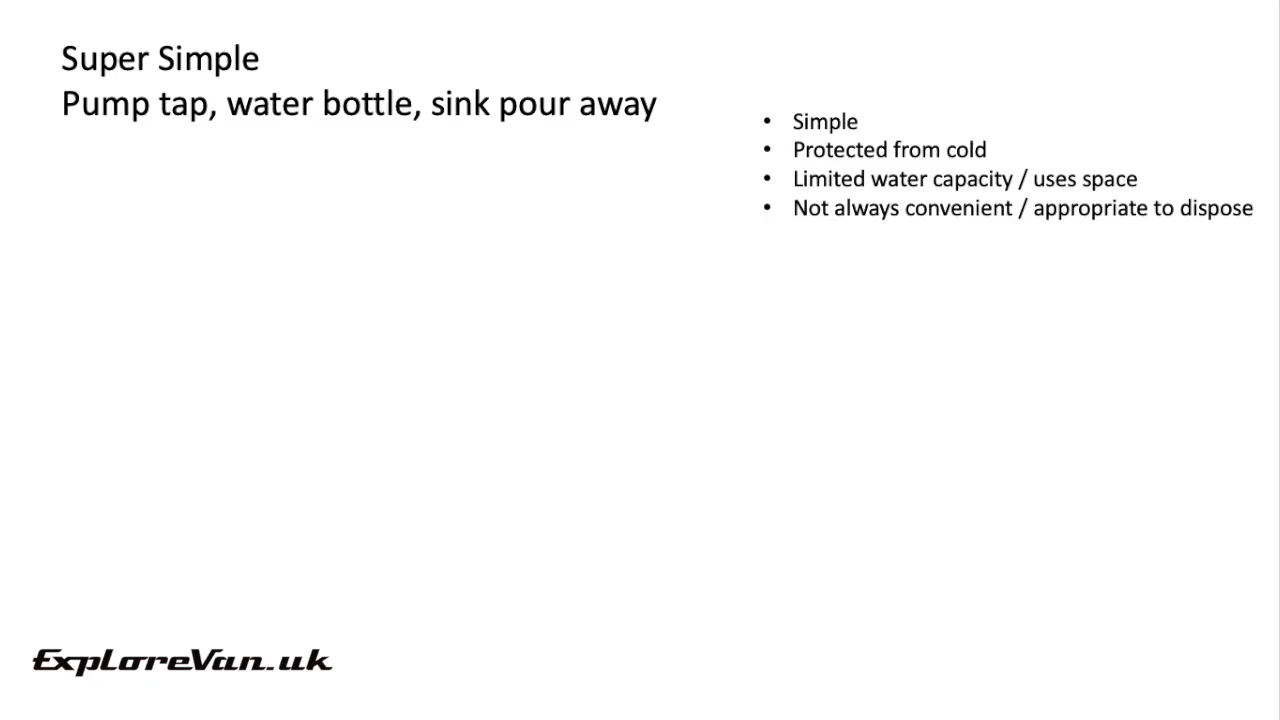 Super Simple
Pump tap, water bottle, sink pour away
• Simple
• Protected from cold
• Limited water capacity / uses space
• Not always convenient / appropriate to dispose
ExploreVan.uk